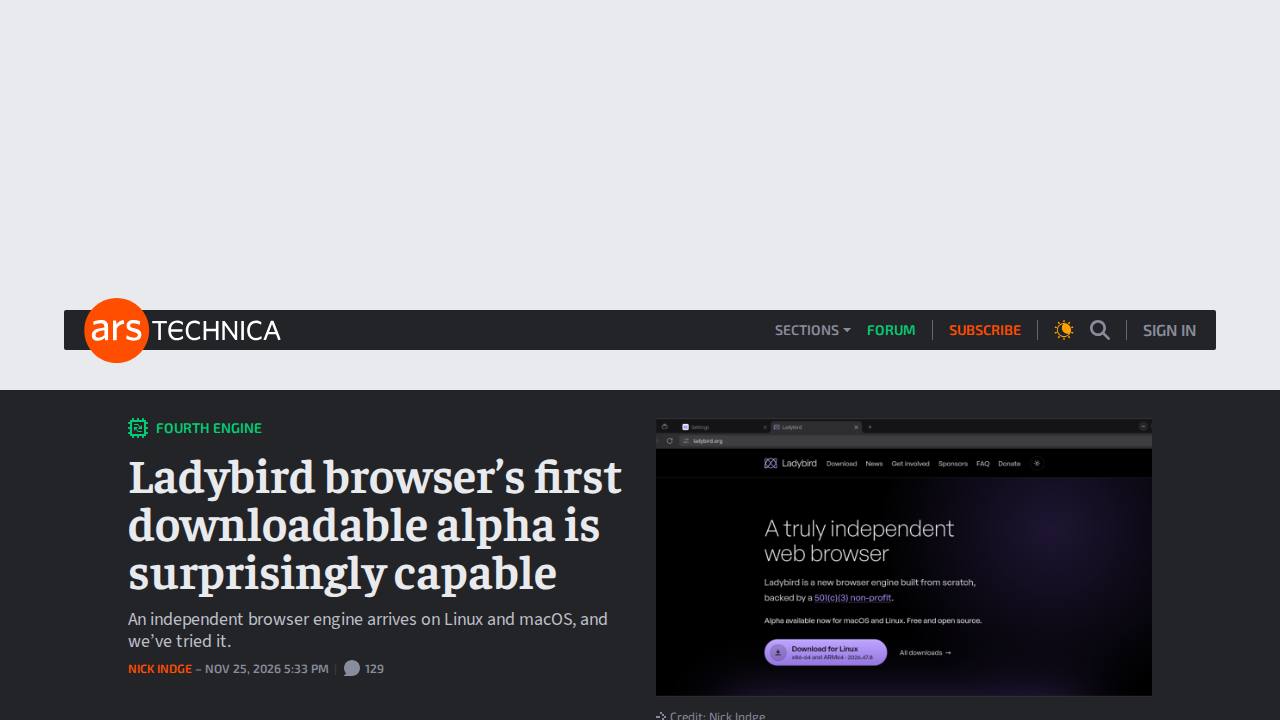 ars TECHNICA
SECTIONS FORUM SUBSCRIBE SIGN IN
FOURTH ENGINE
Ladybird browser’s first
downloadable alpha is
surprisingly capable
An independent browser engine arrives on Linux and macOS, and
we’ve tried it.
NICK INDGE – NOV 25, 2026 5:33 PM | 129
Settings Ladybird
ladybird.org
Ladybird Download News Get Involved Sponsors FAQ Donate
A truly independent
web browser
Ladybird is a new browser engine built from scratch,
backed by a 501(c)(3) non-profit.
Alpha available now for macOS and Linux. Free and open source.
Download for Linux
All downloads →
Credit: Nick Indge